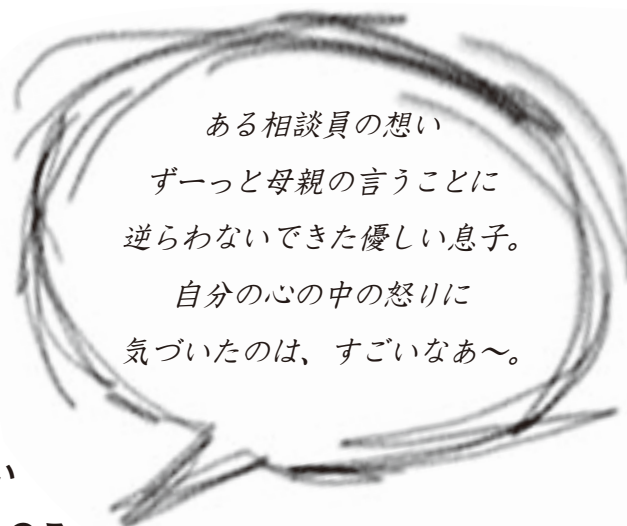 ある相談員の想い
ずーっと母親の言うことに
逆らわないできた優しい息子。
自分の心の中の怒りに
気づいたのは、すごいなあ〜。
い